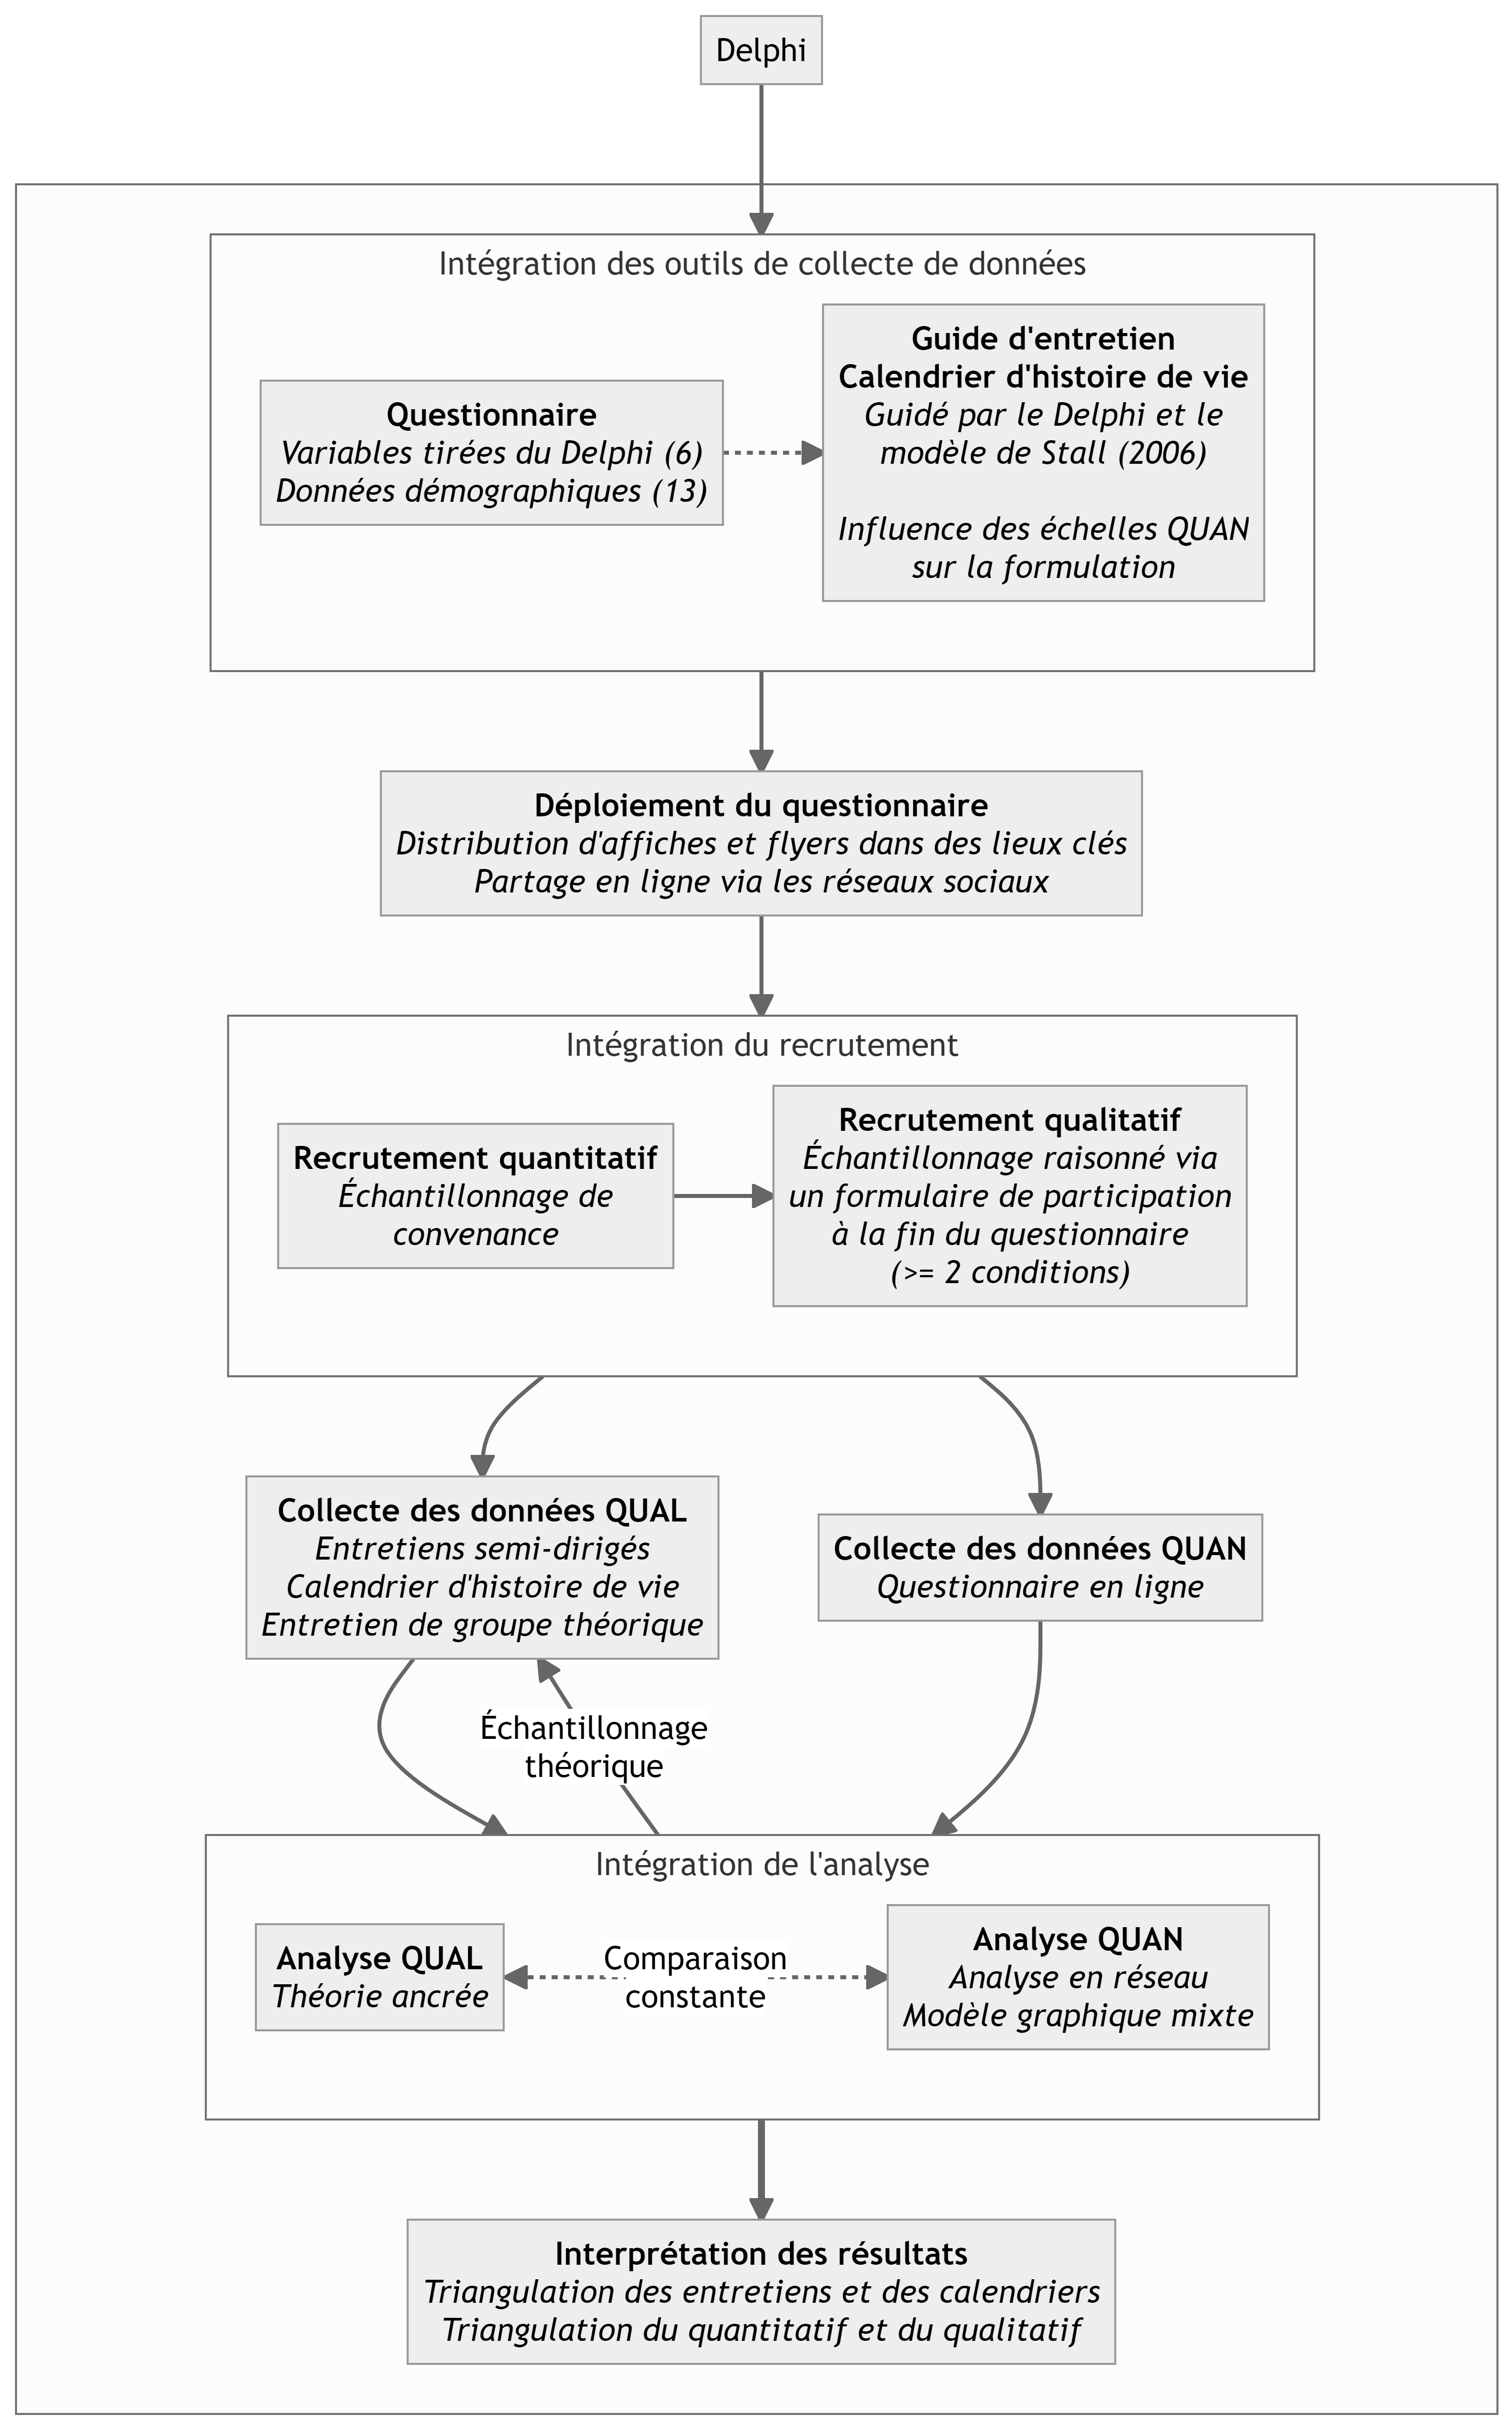 Delphi
Intégration des outils de collecte de données
Questionnaire
Variables tirées du Delphi (6)
Données démographiques (13)
Guide d'entretien
Calendrier d'histoire de vie
Guidé par le Delphi et le
modèle de Stall (2006)
Influence des échelles QUAN
sur la formulation
Déploiement du questionnaire
Distribution d'affiches et flyers dans des lieux clés
Partage en ligne via les réseaux sociaux
Intégration du recrutement
Recrutement quantitatif
Échantillonnage de
convenance
Recrutement qualitatif
Échantillonnage raisonné via
un formulaire de participation
à la fin du questionnaire
(>= 2 conditions)
Collecte des données QUAL
Entretiens semi-dirigés
Calendrier d'histoire de vie
Entretien de groupe théorique
Collecte des données QUAN
Questionnaire en ligne
Échantillonnage
théorique
Intégration de l'analyse
Analyse QUAL
Théorie ancrée
Comparaison
constante
Analyse QUAN
Analyse en réseau
Modèle graphique mixte
Interprétation des résultats
Triangulation des entretiens et des calendriers
Triangulation du quantitatif et du qualitatif